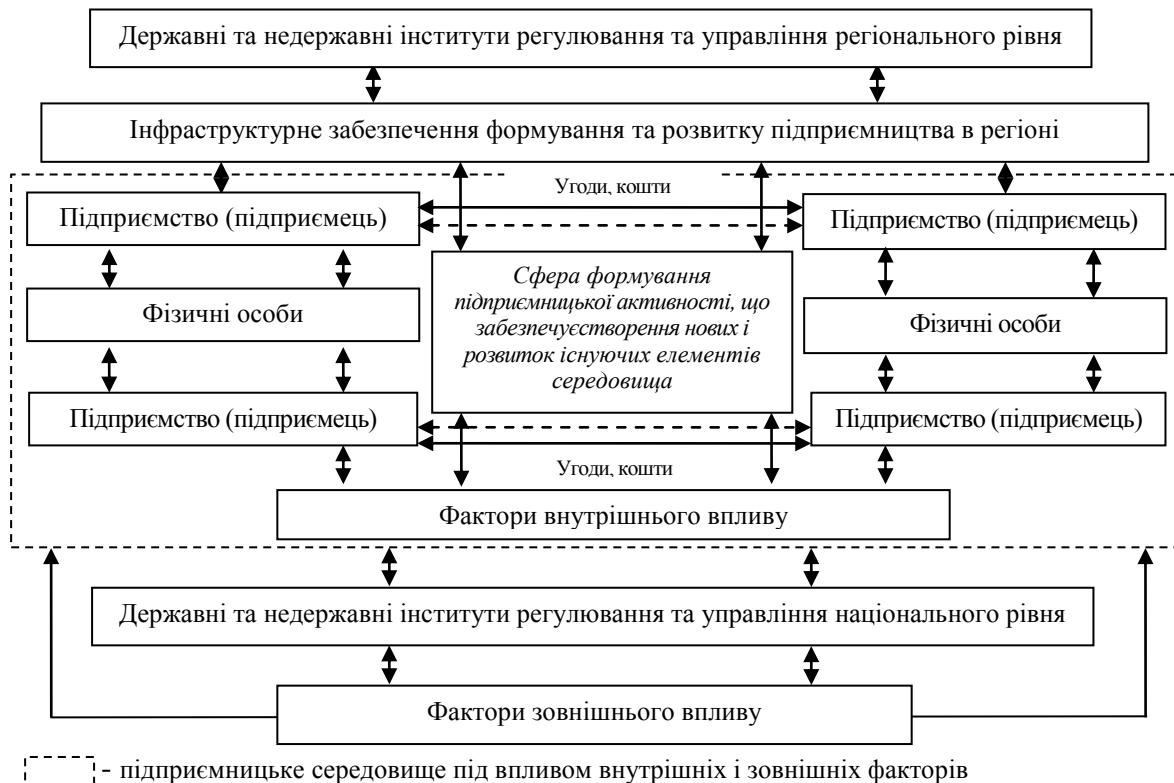 Державні та недержавні інститути регулювання та управління регіонального рівня
Інфраструктурне забезпечення формування та розвитку підприємництва в регіоні
Угоди, кошти
Підприємство (підприємець)
Підприємство (підприємець)
Сфера формування
підприємницької активності, що
забезпечуєстворення нових і
розвиток існуючих елементів
середовища
Фізичні особи
Фізичні особи
Підприємство (підприємець)
Підприємство (підприємець)
Угоди, кошти
Фактори внутрішнього впливу
Державні та недержавні інститути регулювання та управління національного рівня
Фактори зовнішнього впливу
- підприємницьке середовище під впливом внутрішніх і зовнішніх факторів